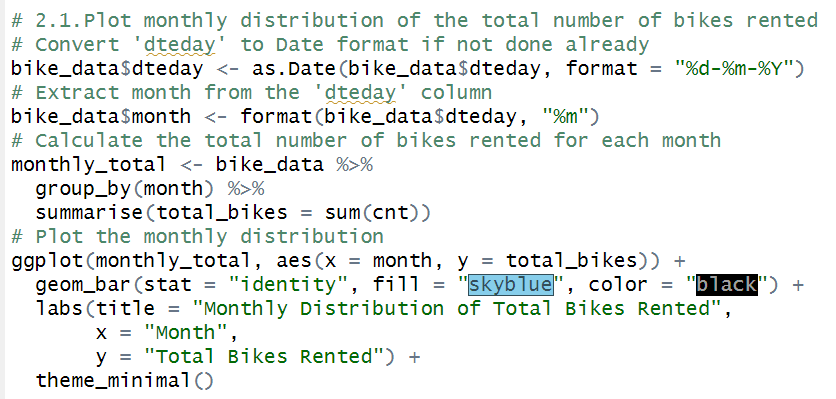 # 2.1.Plot monthly distribution of the total number of bikes rented
# Convert 'dteday' to Date format if not done already
bike_data$dteday <- as.Date(bike_data$dteday, format = "%d-%m-%Y")
# Extract month from the 'dteday' column
bike_data$month <- format(bike_data$dteday, "%m")
# Calculate the total number of bikes rented for each month
monthly_total <- bike_data %>%
  group_by(month) %>%
  summarise(total_bikes = sum(cnt))
# Plot the monthly distribution
ggplot(monthly_total, aes(x = month, y = total_bikes)) +
  geom_bar(stat = "identity", fill = "skyblue", color = "black") +
  labs(title = "Monthly Distribution of Total Bikes Rented",
       x = "Month",
       y = "Total Bikes Rented") +
  theme_minimal()